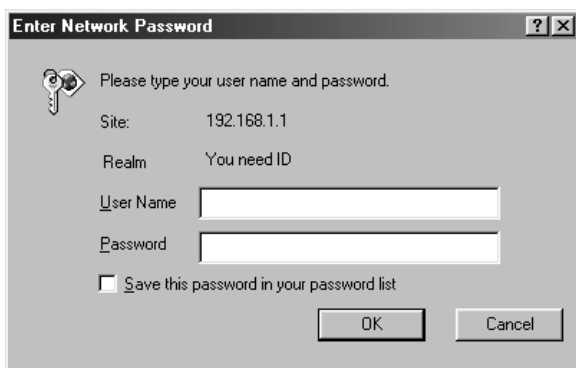 Enter Network Password
Please type your user name and password.
Site: 192.168.1.1
Realm You need ID
User Name
Password
Save this password in your password list
OK Cancel